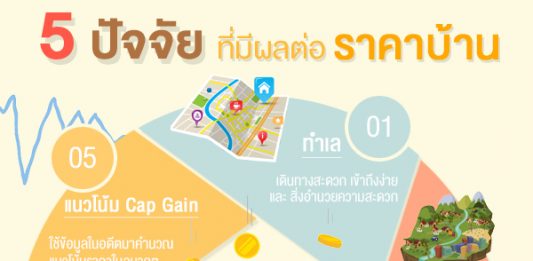 5 ปัจจัย ที่มีผลต่อ ราคาบ้าน
01
ทำเล
เดินทางสะดวก เข้าถึงง่าย
และ สิ่งอำนวยความสะดวก
05
แนวโน้ม Cap Gain
ใช้ข้อมูลในอดีตมาคำนวณ